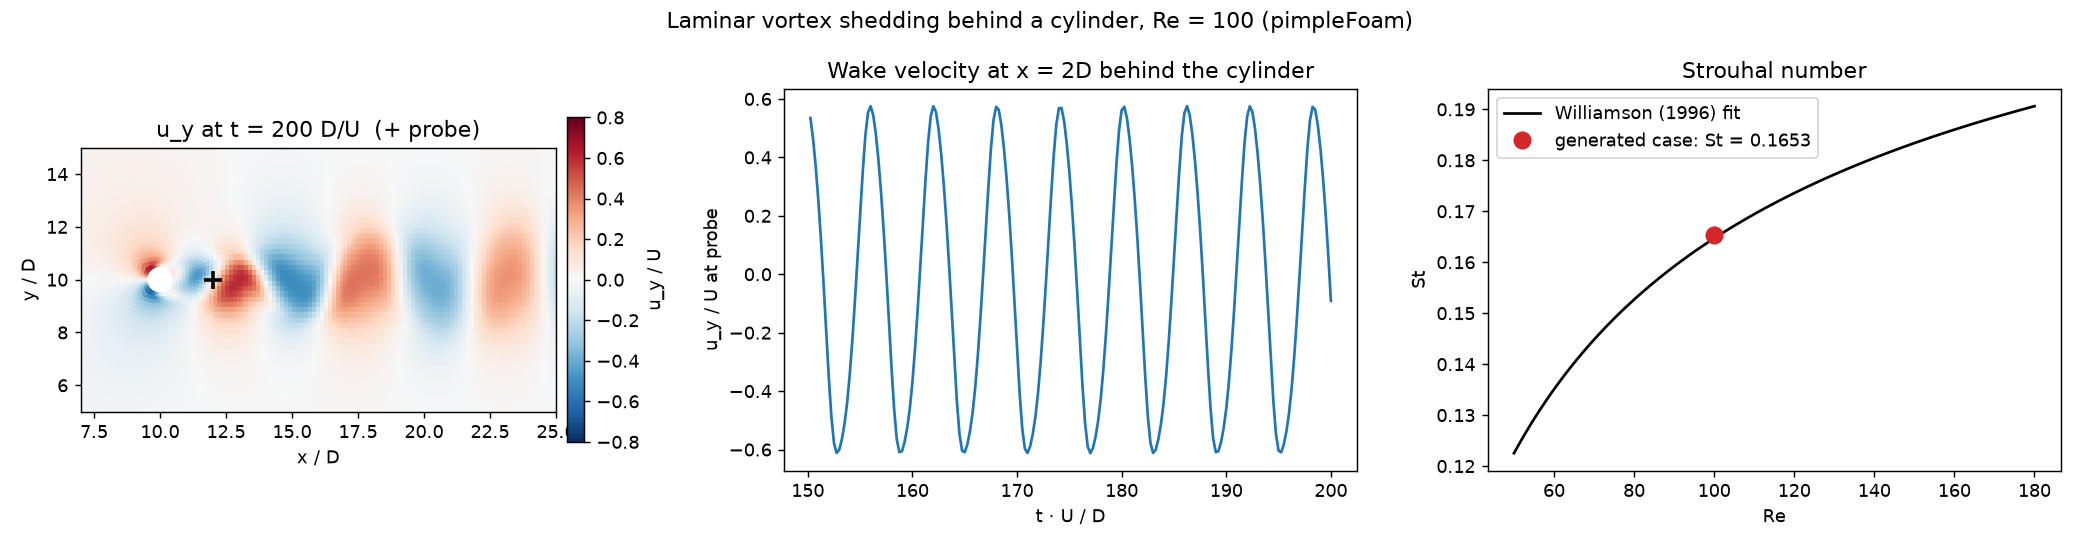 Laminar vortex shedding behind a cylinder, Re = 100 (pimpleFoam)
u_y at t = 200 D/U  (+ probe)
14
12
10
8
6
y / D
7.5 10.0 12.5 15.0 17.5 20.0 22.5 25.0
x / D
0.8
0.6
0.4
0.2
0.0
−0.2
−0.4
−0.6
−0.8
u_y / U
Wake velocity at x = 2D behind the cylinder
0.6
0.4
0.2
0.0
−0.2
−0.4
−0.6
u_y / U at probe
150 160 170 180 190 200
t · U / D
Strouhal number
Williamson (1996) fit
generated case: St = 0.1653
0.19
0.18
0.17
0.16
0.15
0.14
0.13
0.12
St
60 80 100 120 140 160 180
Re